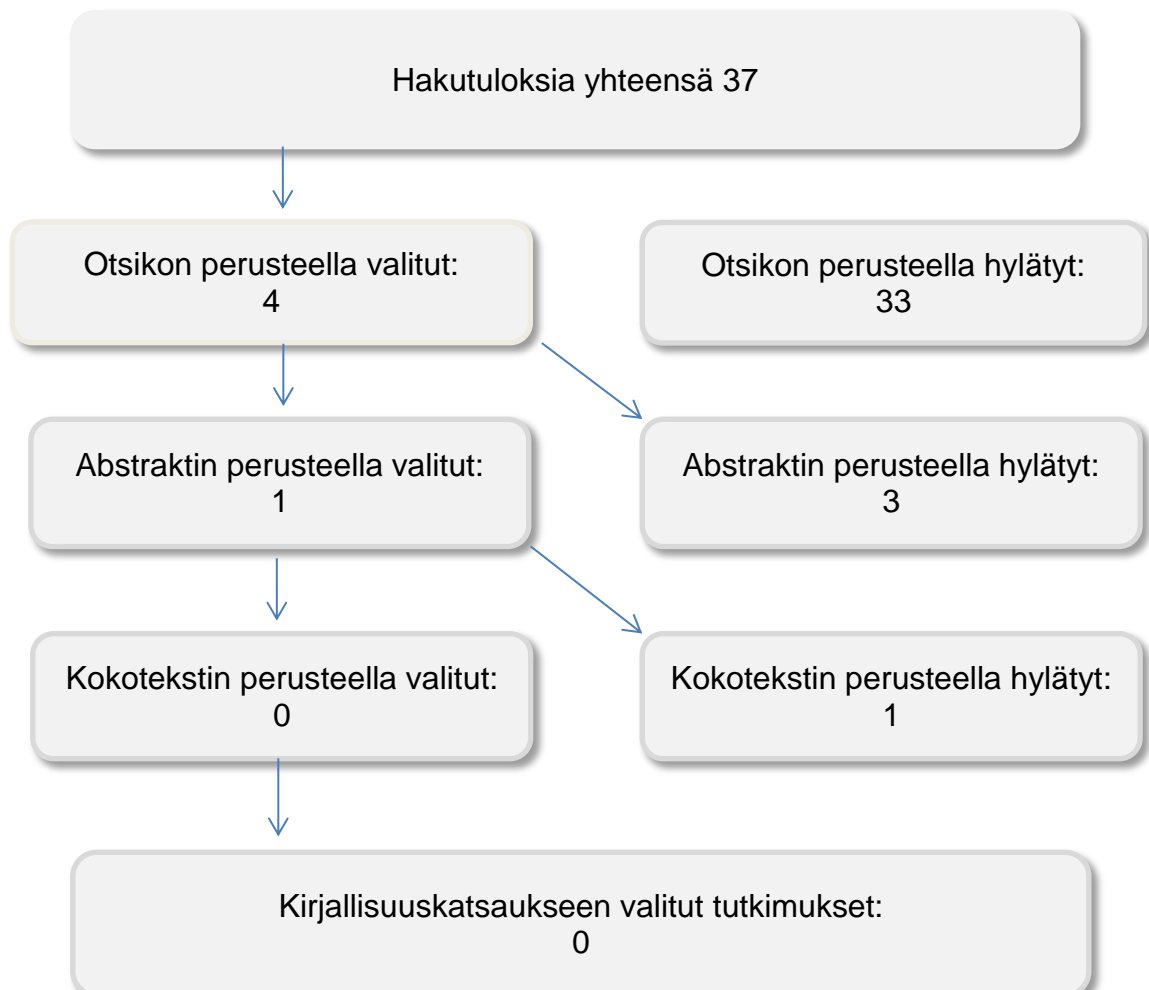 Hakutuloksia yhteensä 37
Otsikon perusteella valitut:
4
Otsikon perusteella hylätyt:
33
Abstraktin perusteella valitut:
1
Abstraktin perusteella hylätyt:
3
Kokotekstin perusteella valitut:
0
Kokotekstin perusteella hylätyt:
1
Kirjallisuuskatsaukseen valitut tutkimukset:
0